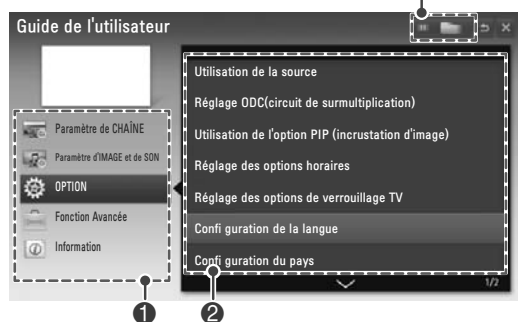 Guide de l'utilisateur
Utilisation de la source
Réglage ODC(circuit de surmultiplication)
Utilisation de l'option PIP (incrustation d'image)
Réglage des options horaires
Réglage des options de verrouillage TV
Confi guration de la langue
Confi guration du pays
Paramètre de CHAÎNE
Paramètre d'IMAGE et de SON
OPTION
Fonction Avancée
Information
1/2
1
2